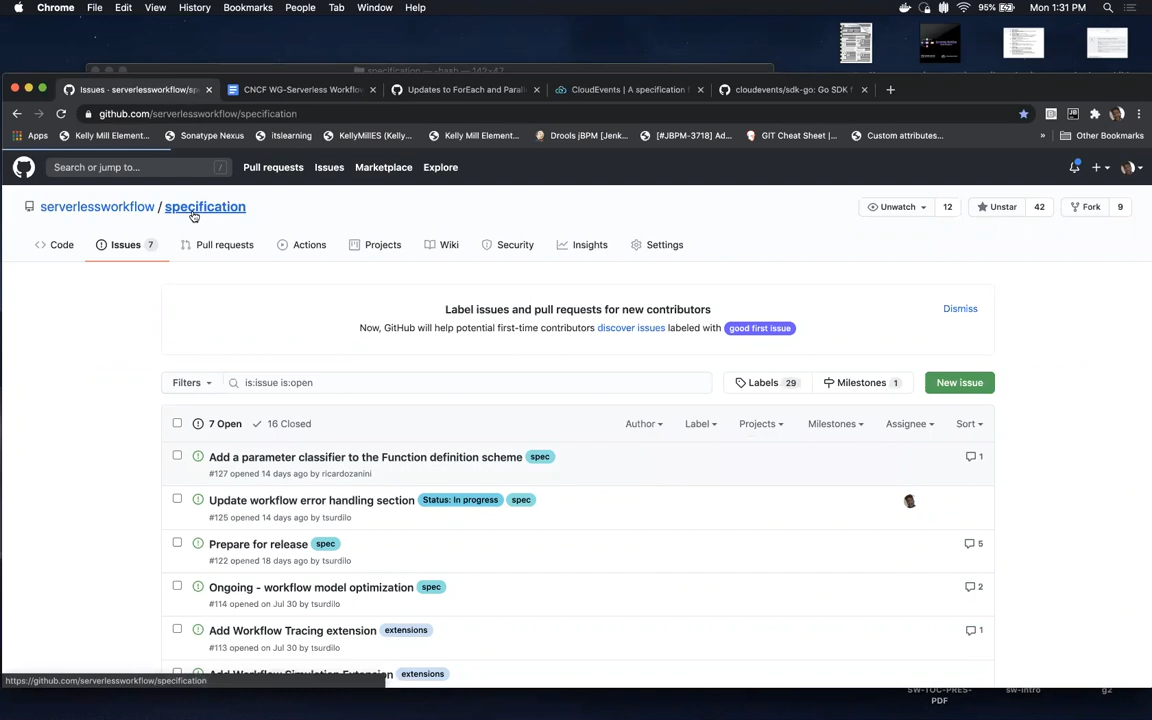 Chrome File Edit View History Bookmarks People Tab Window Help 95% Mon 1:31 PM
specification — -bash — 142×47
Issues · serverlessworkflow/sp CNCF WG-Serverless Workflow Updates to ForEach and Paralle CloudEvents | A specification f cloudevents/sdk-go: Go SDK f
github.com/serverlessworkflow/specification
Apps Kelly Mill Element... Sonatype Nexus itslearning KellyMillES (Kelly... Kelly Mill Element... Drools jBPM [Jenk... [#JBPM-3718] Ad... GIT Cheat Sheet |... Custom attributes... » Other Bookmarks
Search or jump to... / Pull requests Issues Marketplace Explore
serverlessworkflow / specification Unwatch 12 Unstar 42 Fork 9
Code Issues 7 Pull requests Actions Projects Wiki Security Insights Settings
Label issues and pull requests for new contributors Dismiss
Now, GitHub will help potential first-time contributors discover issues labeled with good first issue
Filters is:issue is:open Labels 29 Milestones 1 New issue
7 Open 16 Closed Author Label Projects Milestones Assignee Sort
Add a parameter classifier to the Function definition scheme spec 1
#127 opened 14 days ago by ricardozanini
Update workflow error handling section Status: In progress spec
#125 opened 14 days ago by tsurdilo
Prepare for release spec 5
#122 opened 18 days ago by tsurdilo
Ongoing - workflow model optimization spec 2
#114 opened on Jul 30 by tsurdilo
Add Workflow Tracing extension extensions 1
#113 opened on Jul 30 by tsurdilo
Add Workflow Simulation Extension extensions
https://github.com/serverlessworkflow/specification
SW-TOC-PRES-PDF sw-intro g2